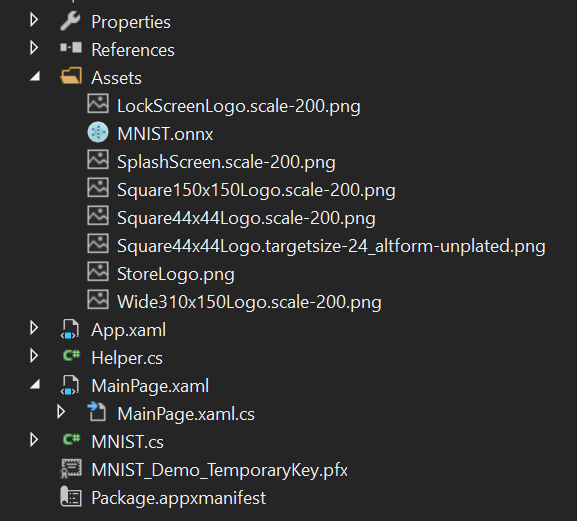 Properties
References
Assets
LockScreenLogo.scale-200.png
MNIST.onnx
SplashScreen.scale-200.png
Square150x150Logo.scale-200.png
Square44x44Logo.scale-200.png
Square44x44Logo.targetsize-24_altform-unplated.png
StoreLogo.png
Wide310x150Logo.scale-200.png
App.xaml
C# Helper.cs
MainPage.xaml
MainPage.xaml.cs
C# MNIST.cs
MNIST_Demo_TemporaryKey.pfx
Package.appxmanifest